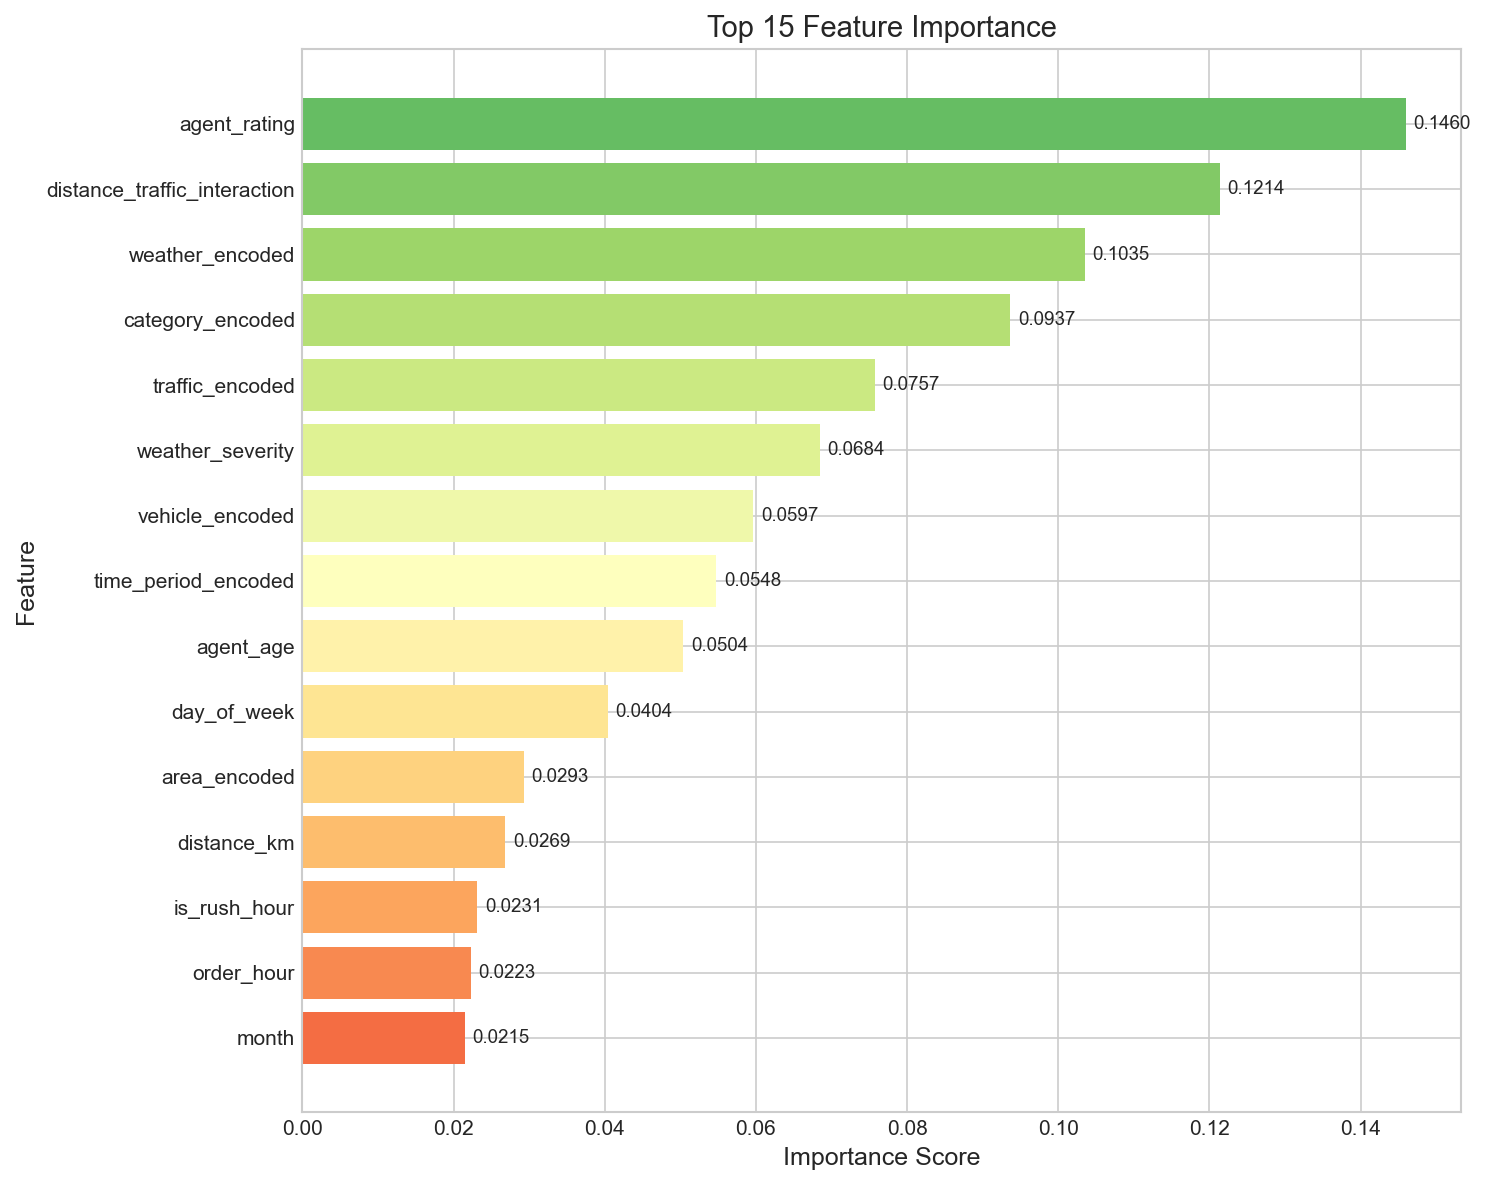 Top 15 Feature Importance
agent_rating 0.1460
distance_traffic_interaction 0.1214
weather_encoded 0.1035
category_encoded 0.0937
traffic_encoded 0.0757
weather_severity 0.0684
vehicle_encoded 0.0597
time_period_encoded 0.0548
agent_age 0.0504
day_of_week 0.0404
area_encoded 0.0293
distance_km 0.0269
is_rush_hour 0.0231
order_hour 0.0223
month 0.0215
Feature
0.00 0.02 0.04 0.06 0.08 0.10 0.12 0.14
Importance Score